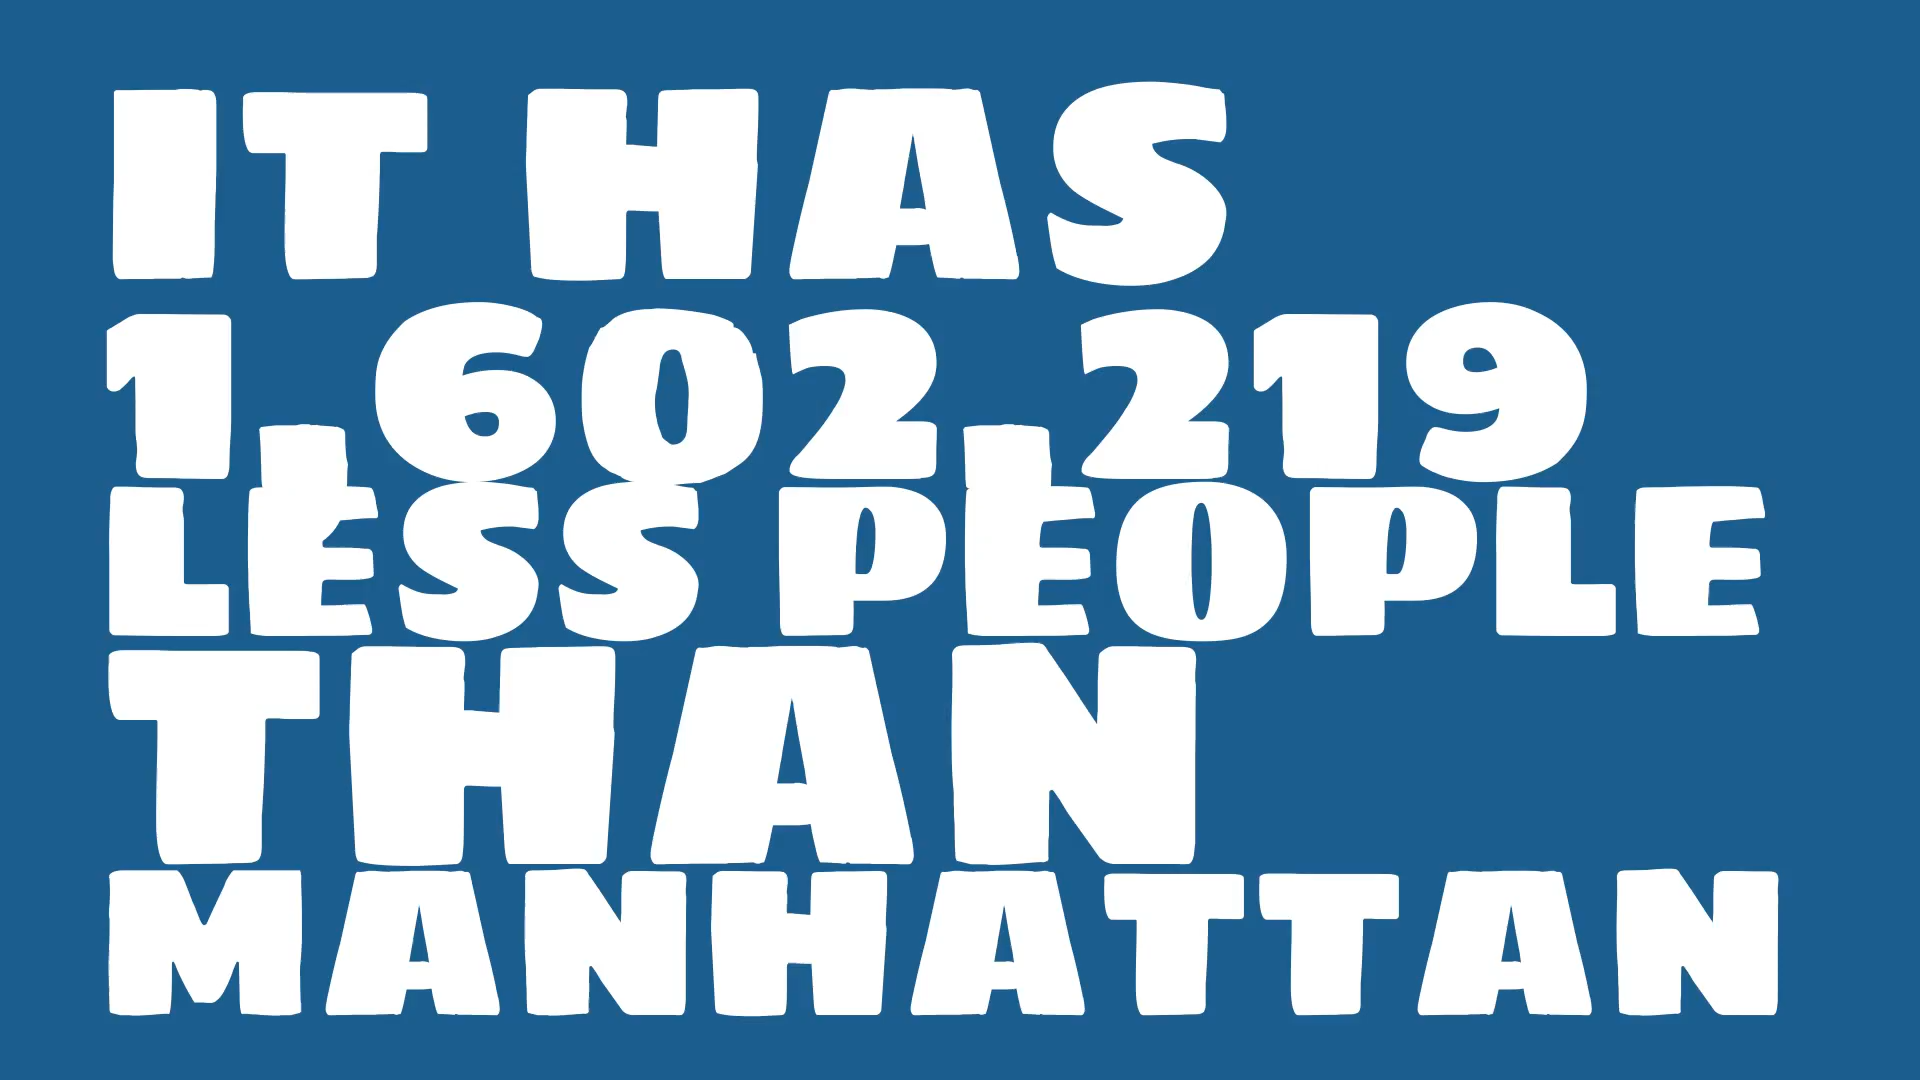 IT HAS
1,602,219
LESS PEOPLE
THAN
MANHATTAN